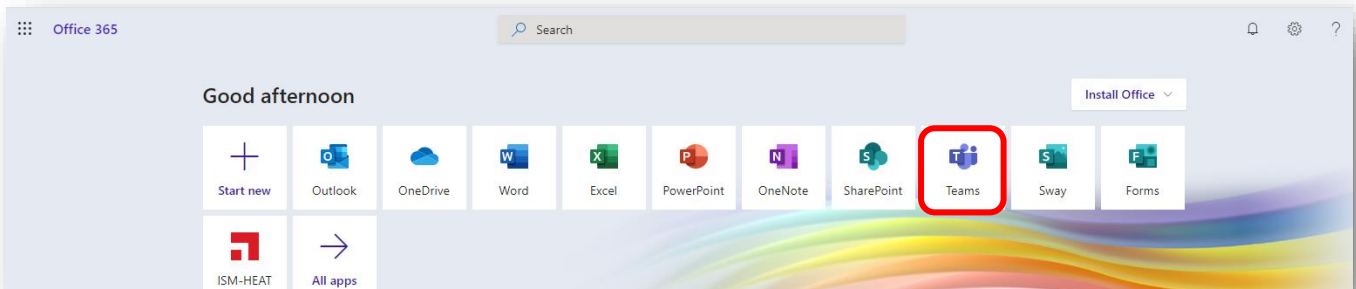 Office 365
Search
?
Good afternoon
Install Office
Start new
Outlook
OneDrive
Word
Excel
PowerPoint
OneNote
SharePoint
Teams
Sway
Forms
ISM-HEAT
All apps